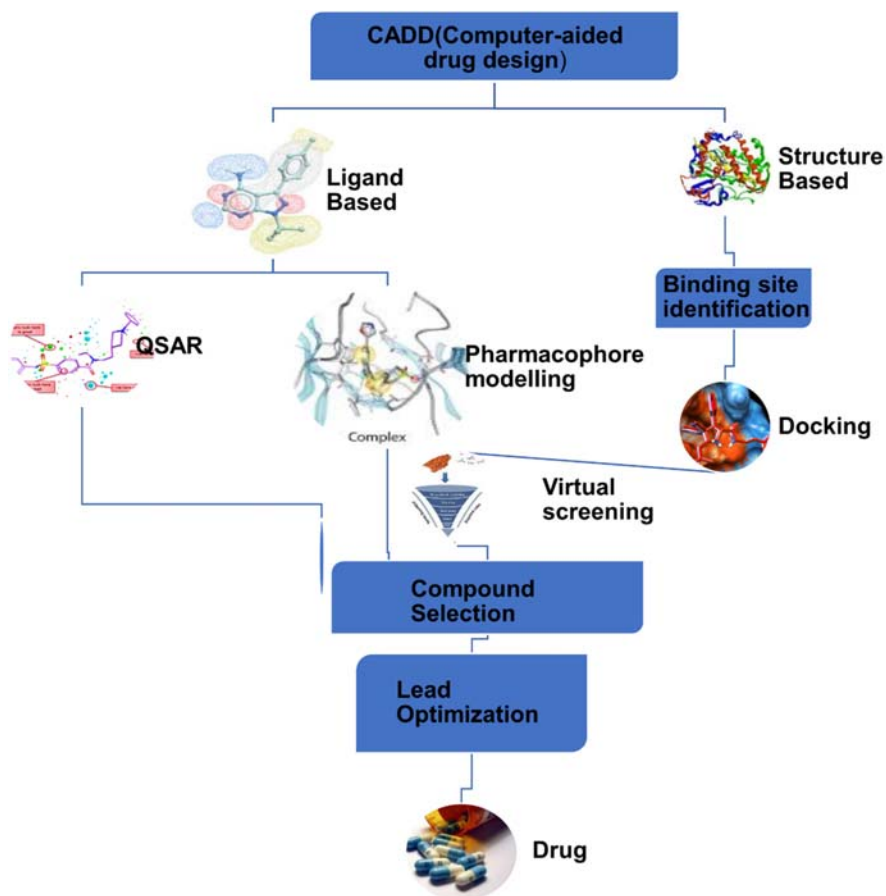 CADD(Computer-aided
drug design)
Ligand
Based
Structure
Based
Binding site
identification
QSAR
Pharmacophore
modelling
Complex
Docking
Virtual
screening
Compound
Selection
Lead
Optimization
Drug